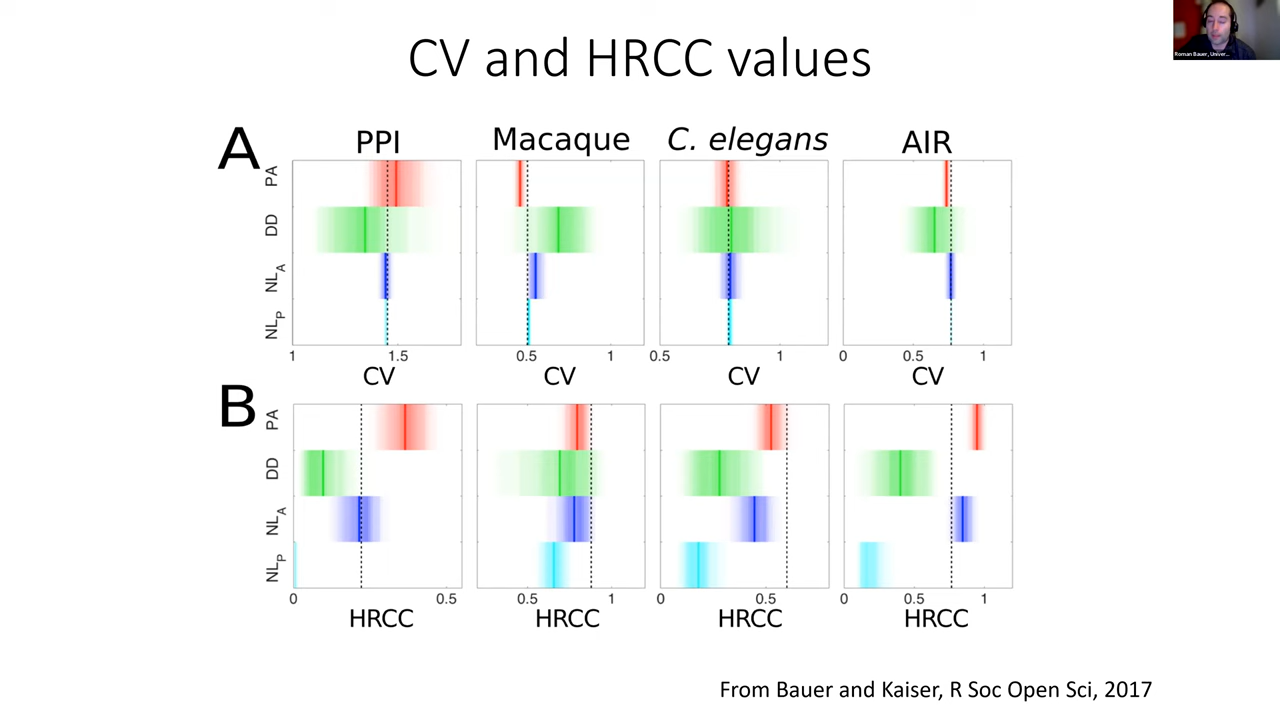 Roman Bauer, Univer...
CV and HRCC values
A
PPI
Macaque
C. elegans
AIR
PA
DD
NL_A
NL_P
1 1.5
0.5 1
0.5 1
0 0.5 1
CV
CV
CV
CV
B
PA
DD
NL_A
NL_P
0 0.5
0.5 1
0 0.5
0 0.5 1
HRCC
HRCC
HRCC
HRCC
From Bauer and Kaiser, R Soc Open Sci, 2017